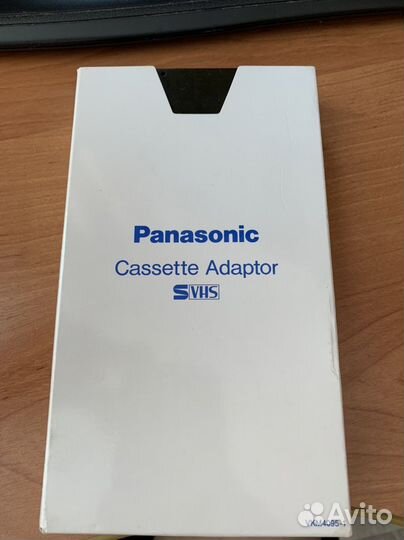 Panasonic
Cassette Adaptor
S VHS
Avito